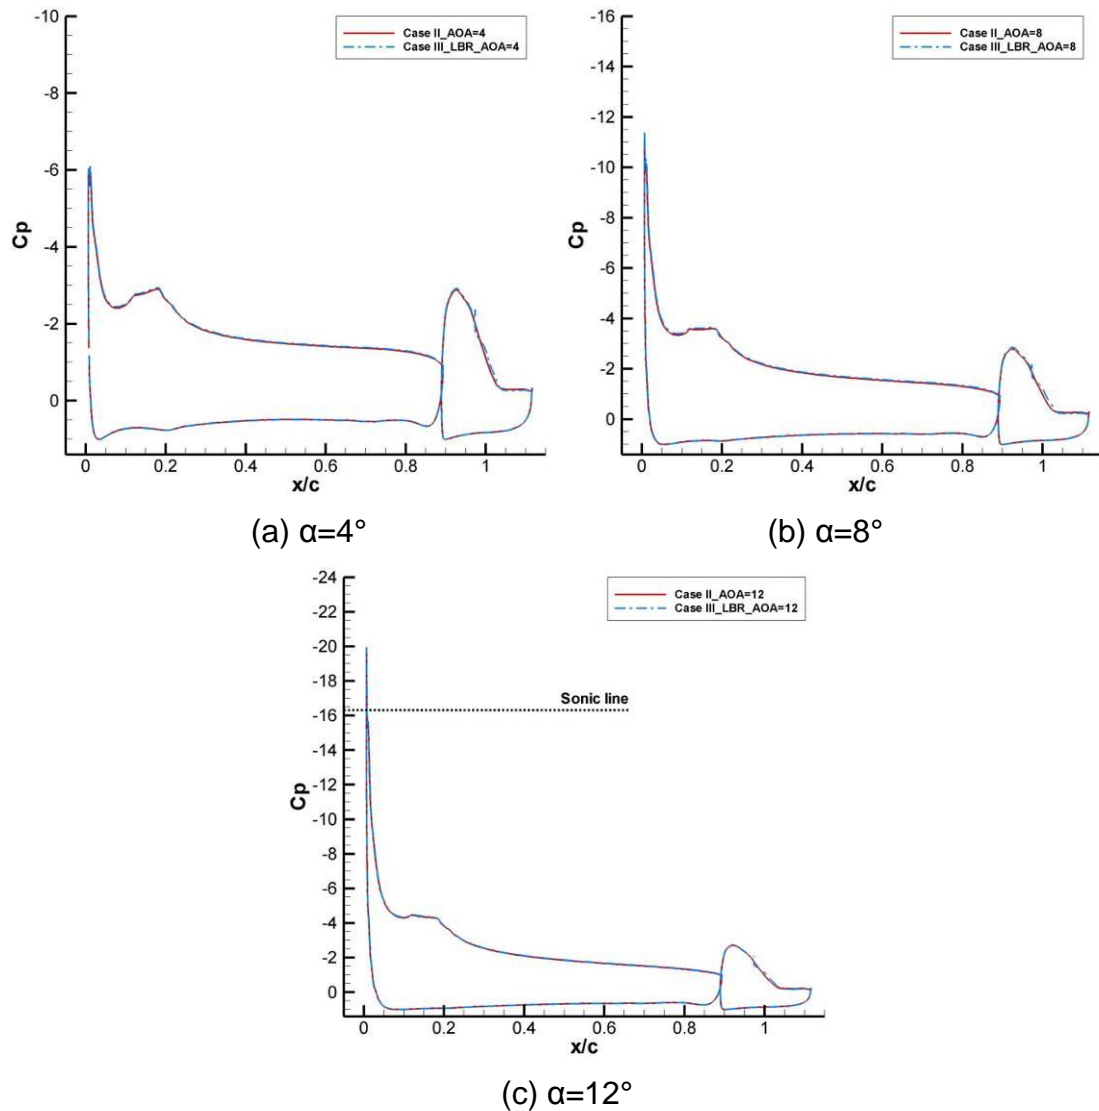 -10
-8
-6
-4
-2
0
Cp
Case II_AOA=4
Case III_LBR_AOA=4
0 0.2 0.4 0.6 0.8 1
x/c
(a) α=4°
-16
-14
-12
-10
-8
-6
-4
-2
0
Cp
Case II_AOA=8
Case III_LBR_AOA=8
0 0.2 0.4 0.6 0.8 1
x/c
(b) α=8°
-24
-22
-20
-18
-16
-14
-12
-10
-8
-6
-4
-2
0
Cp
Case II_AOA=12
Case III_LBR_AOA=12
Sonic line
0 0.2 0.4 0.6 0.8 1
x/c
(c) α=12°